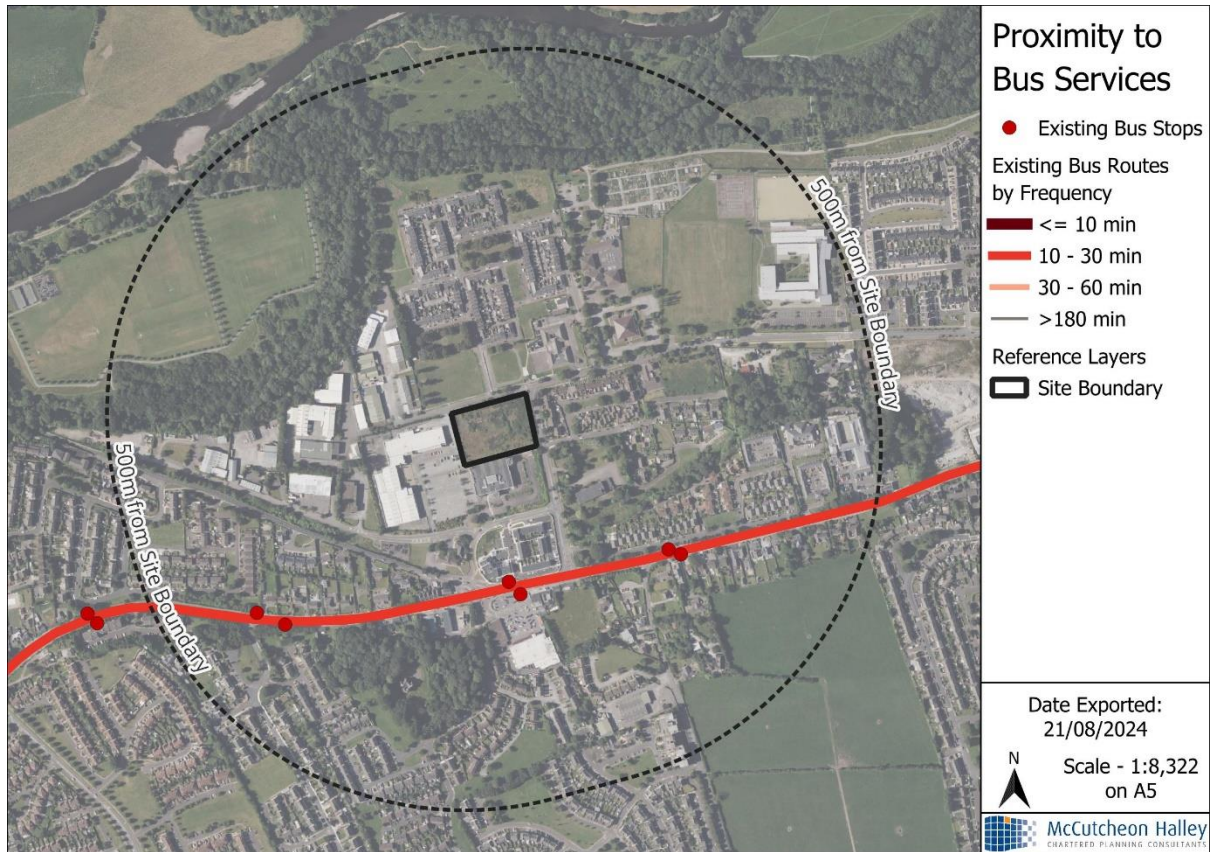 Proximity to
Bus Services
Existing Bus Stops
Existing Bus Routes
by Frequency
<= 10 min
10 - 30 min
30 - 60 min
>180 min
Reference Layers
Site Boundary
500m from Site Boundary
500m from Site Boundary
Date Exported:
21/08/2024
N
Scale - 1:8,322
on A5
McCutcheon Halley
CHARTERED PLANNING CONSULTANTS